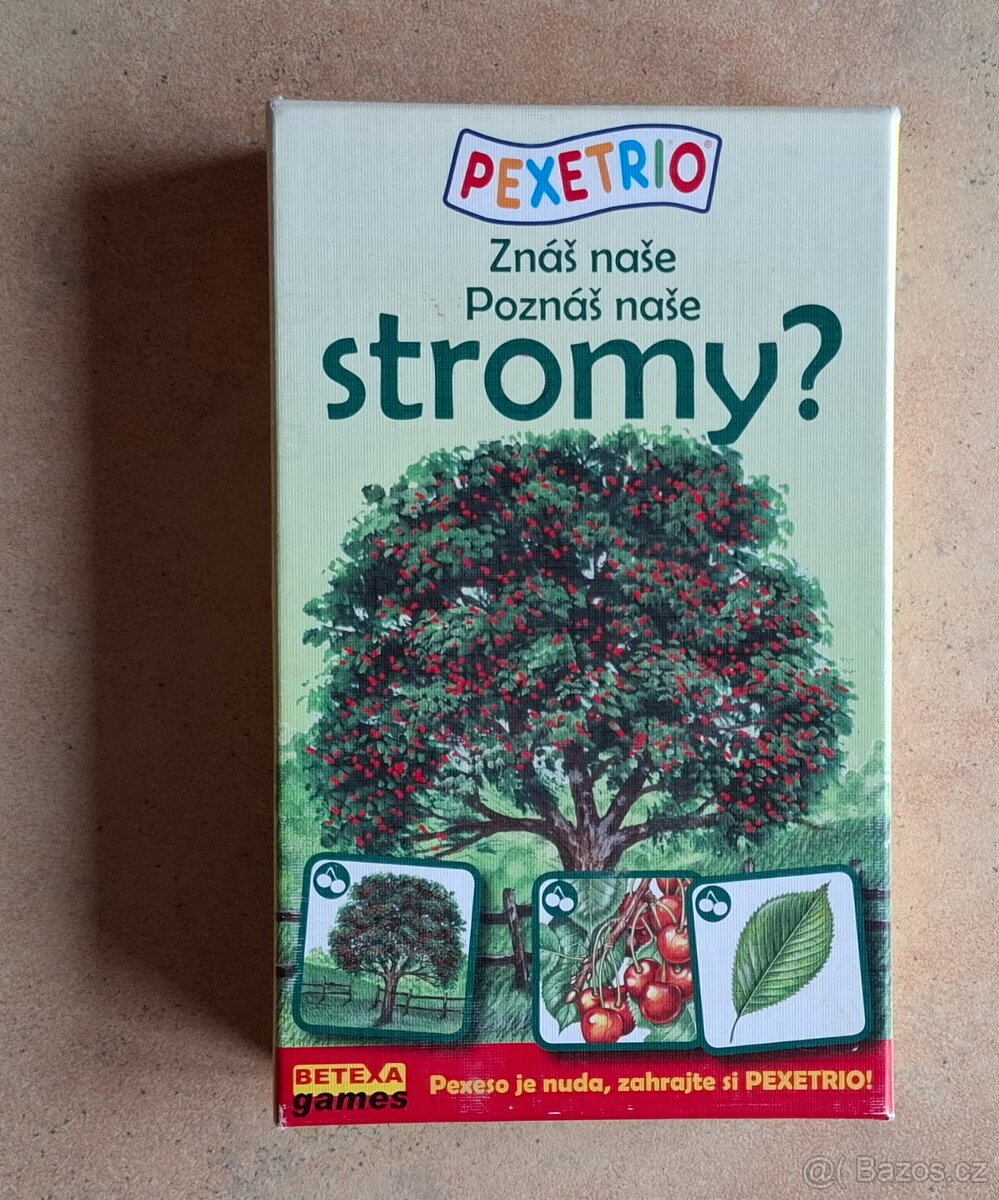 PEXETRIO®
Znáš naše
Poznáš naše
stromy?
BETEXA
games
Pexeso je nuda, zahrajte si PEXETRIO!
@( Bazos.cz